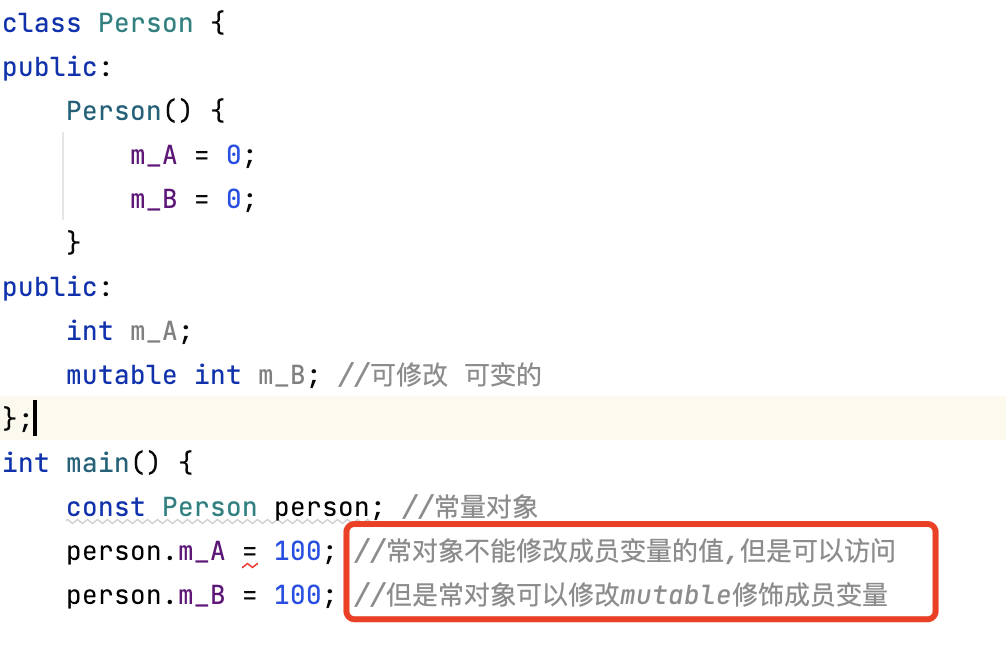 class Person {
public:
    Person() {
        m_A = 0;
        m_B = 0;
    }
public:
    int m_A;
    mutable int m_B; //可修改 可变的
};
int main() {
    const Person person; //常量对象
    person.m_A = 100; //常对象不能修改成员变量的值,但是可以访问
    person.m_B = 100; //但是常对象可以修改mutable修饰成员变量